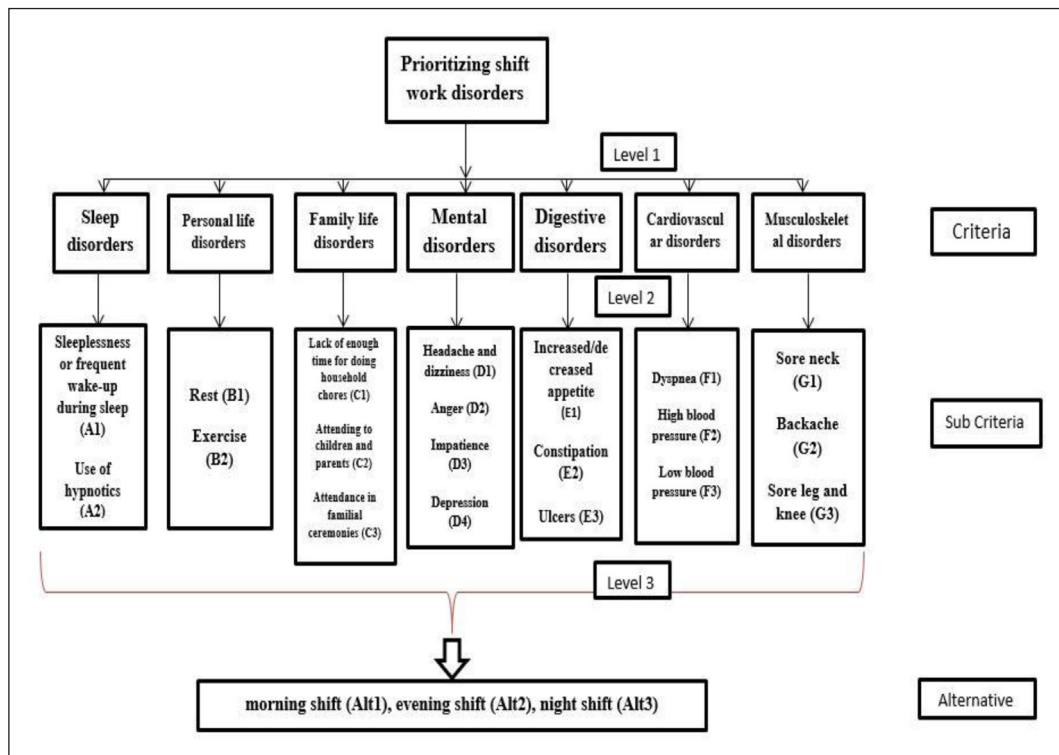 Prioritizing shift
work disorders
Level 1
Sleep
disorders
Personal life
disorders
Family life
disorders
Mental
disorders
Digestive
disorders
Cardiovascul
ar disorders
Musculoskelet
al disorders
Criteria
Level 2
Sleeplessness
or frequent
wake-up
during sleep
(A1)
Use of
hypnotics
(A2)
Rest (B1)
Exercise
(B2)
Lack of enough
time for doing
household
chores (C1)
Attending to
children and
parents (C2)
Attendance in
familial
ceremonies (C3)
Headache and
dizziness (D1)
Anger (D2)
Impatience
(D3)
Depression
(D4)
Increased/de
creased
appetite
(E1)
Constipation
(E2)
Ulcers (E3)
Dyspnea (F1)
High blood
pressure (F2)
Low blood
pressure (F3)
Sore neck
(G1)
Backache
(G2)
Sore leg and
knee (G3)
Sub Criteria
Level 3
morning shift (Alt1), evening shift (Alt2), night shift (Alt3)
Alternative